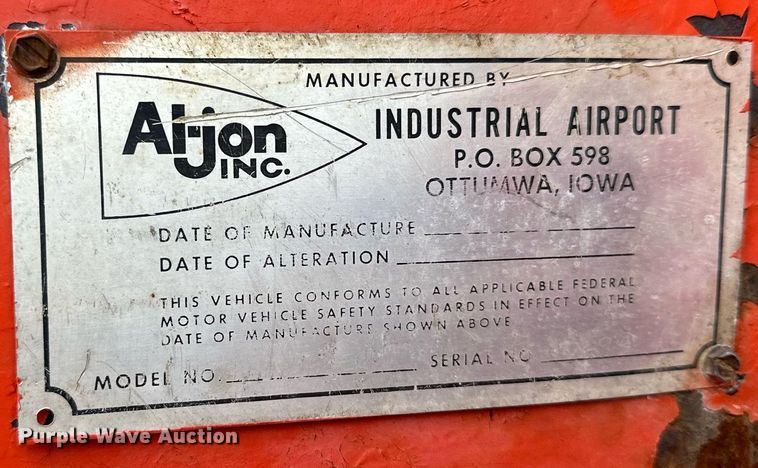 MANUFACTURED BY
Al-jon
INC.
INDUSTRIAL AIRPORT
P.O. BOX 598
OTTUMWA, IOWA
DATE OF MANUFACTURE
DATE OF ALTERATION
THIS VEHICLE CONFORMS TO ALL APPLICABLE FEDERAL
MOTOR VEHICLE SAFETY STANDARDS IN EFFECT ON THE
DATE OF MANUFACTURE SHOWN ABOVE
MODEL NO. SERIAL NO
Purple Wave Auction